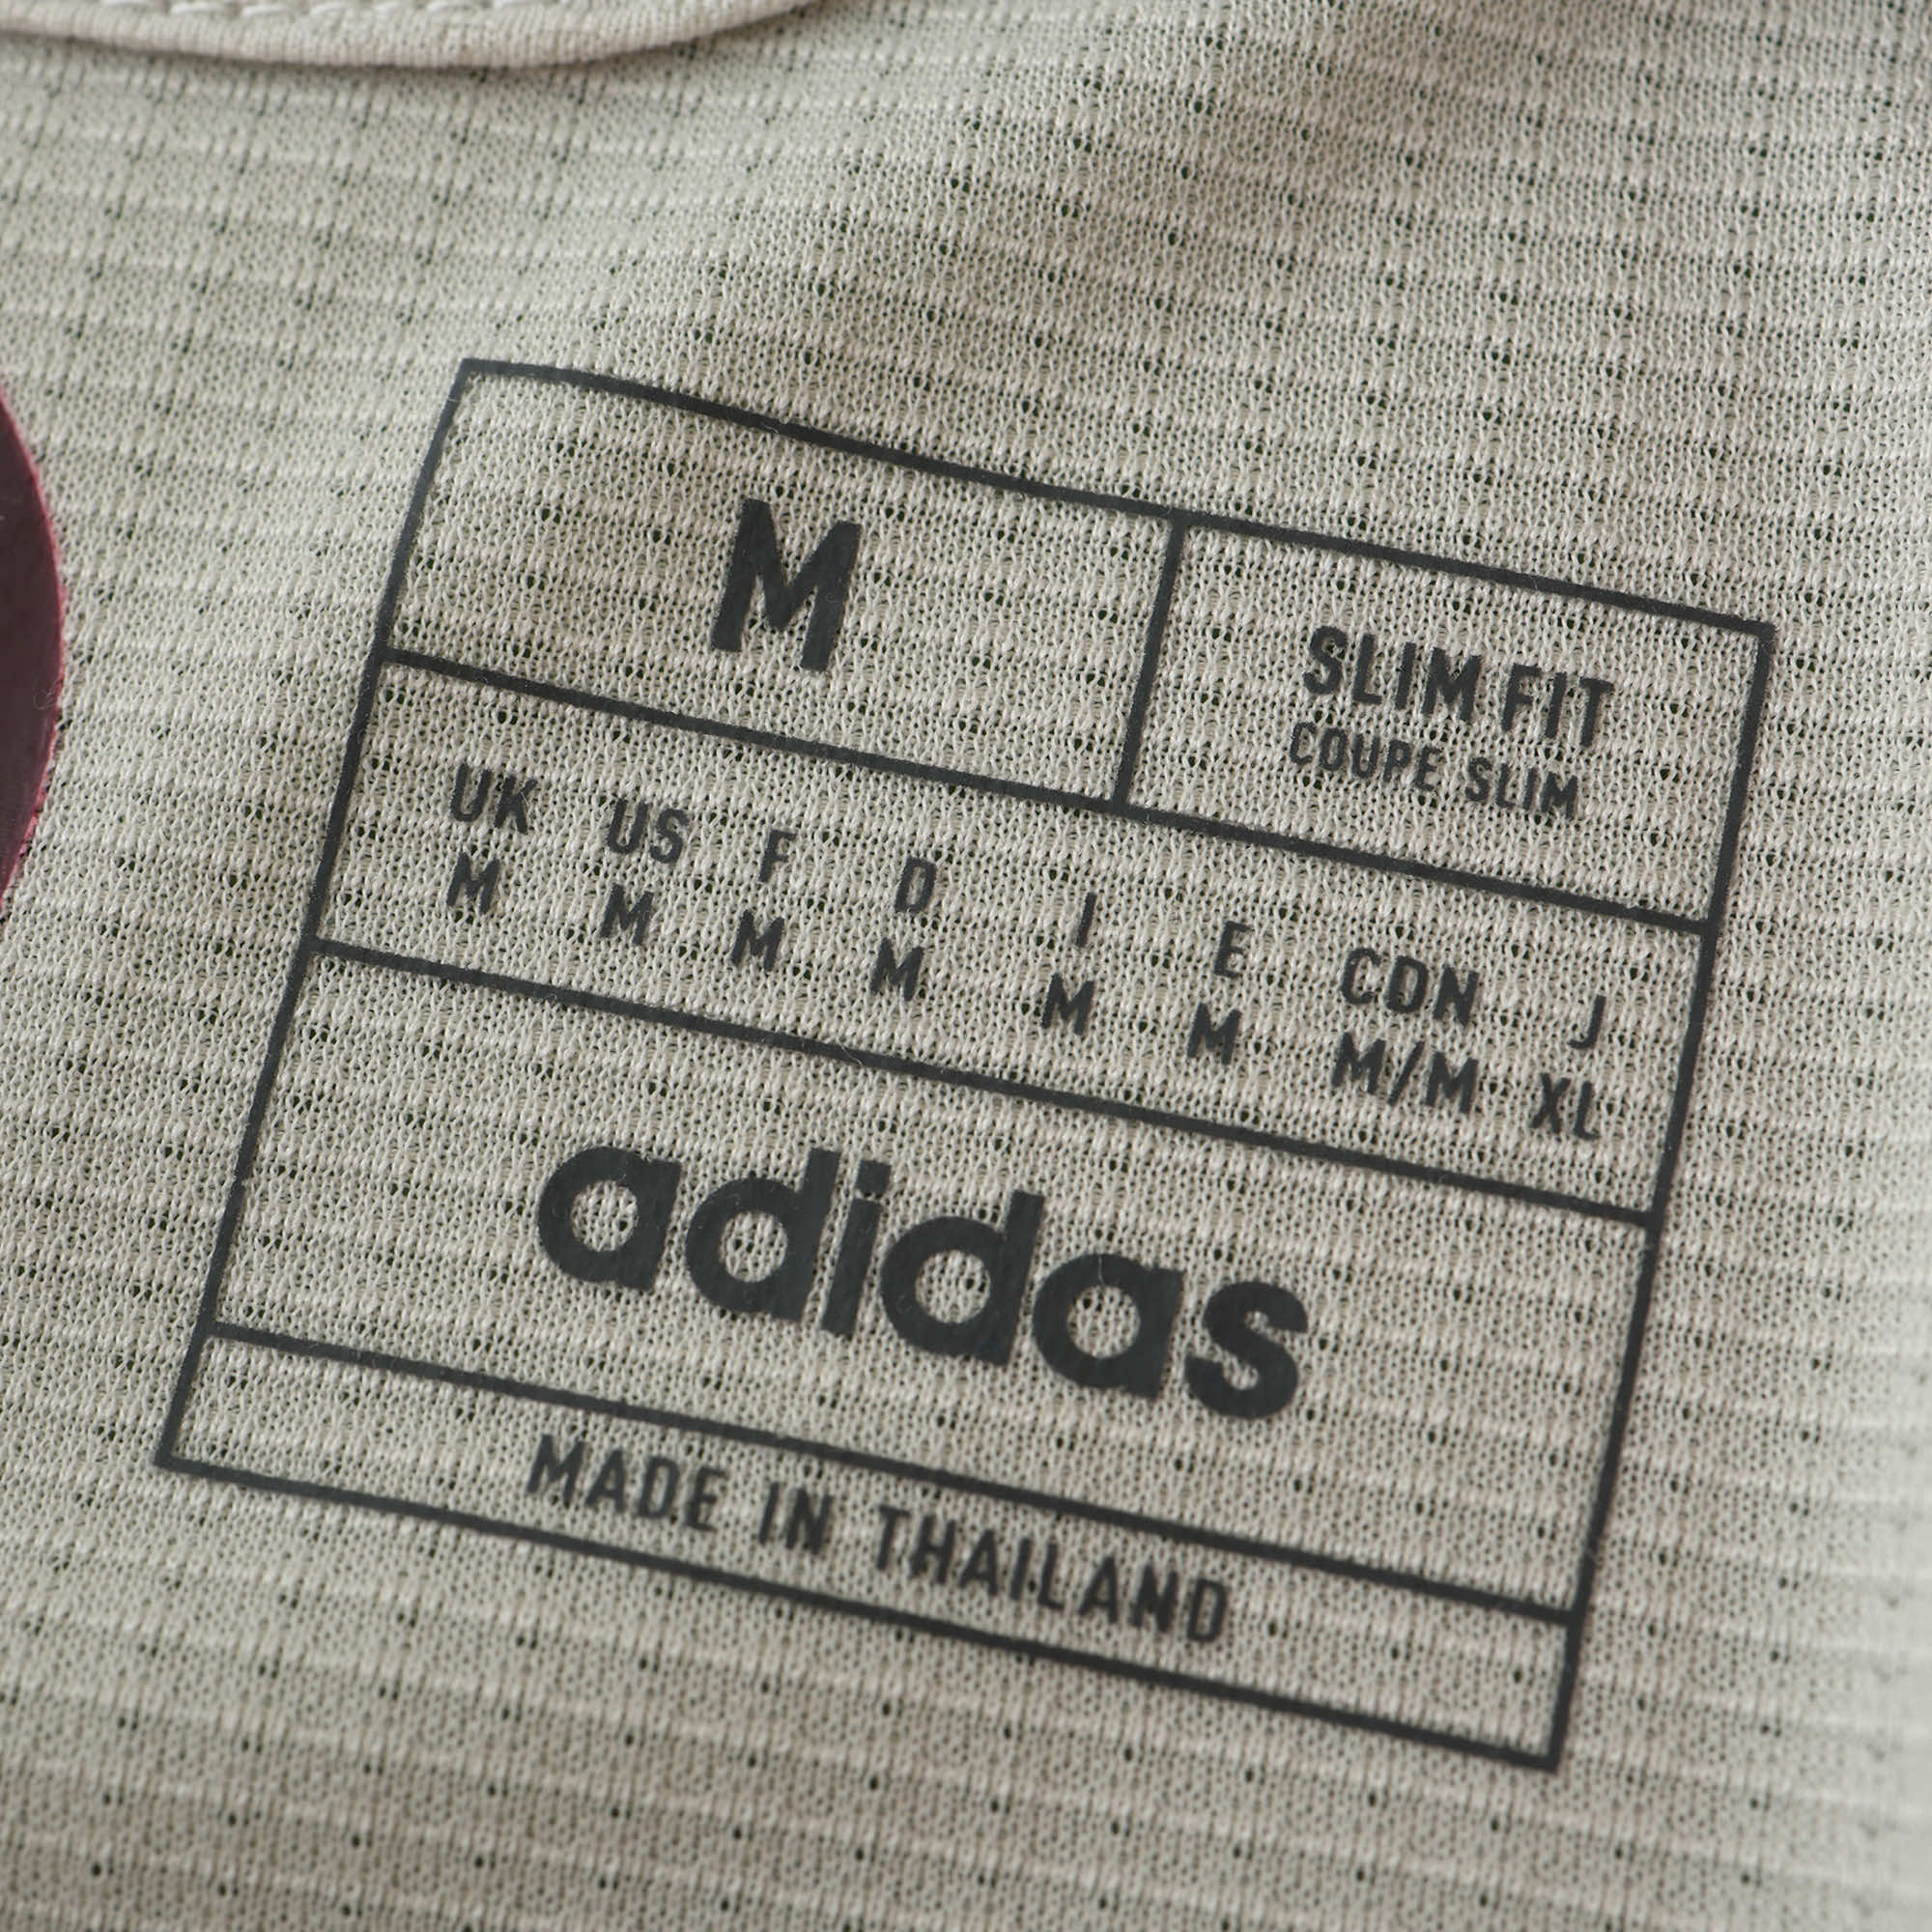 M
SLIM FIT
COUPE SLIM
UK US F D I E CDN J
M M M M M M M/M XL
adidas
MADE IN THAILAND